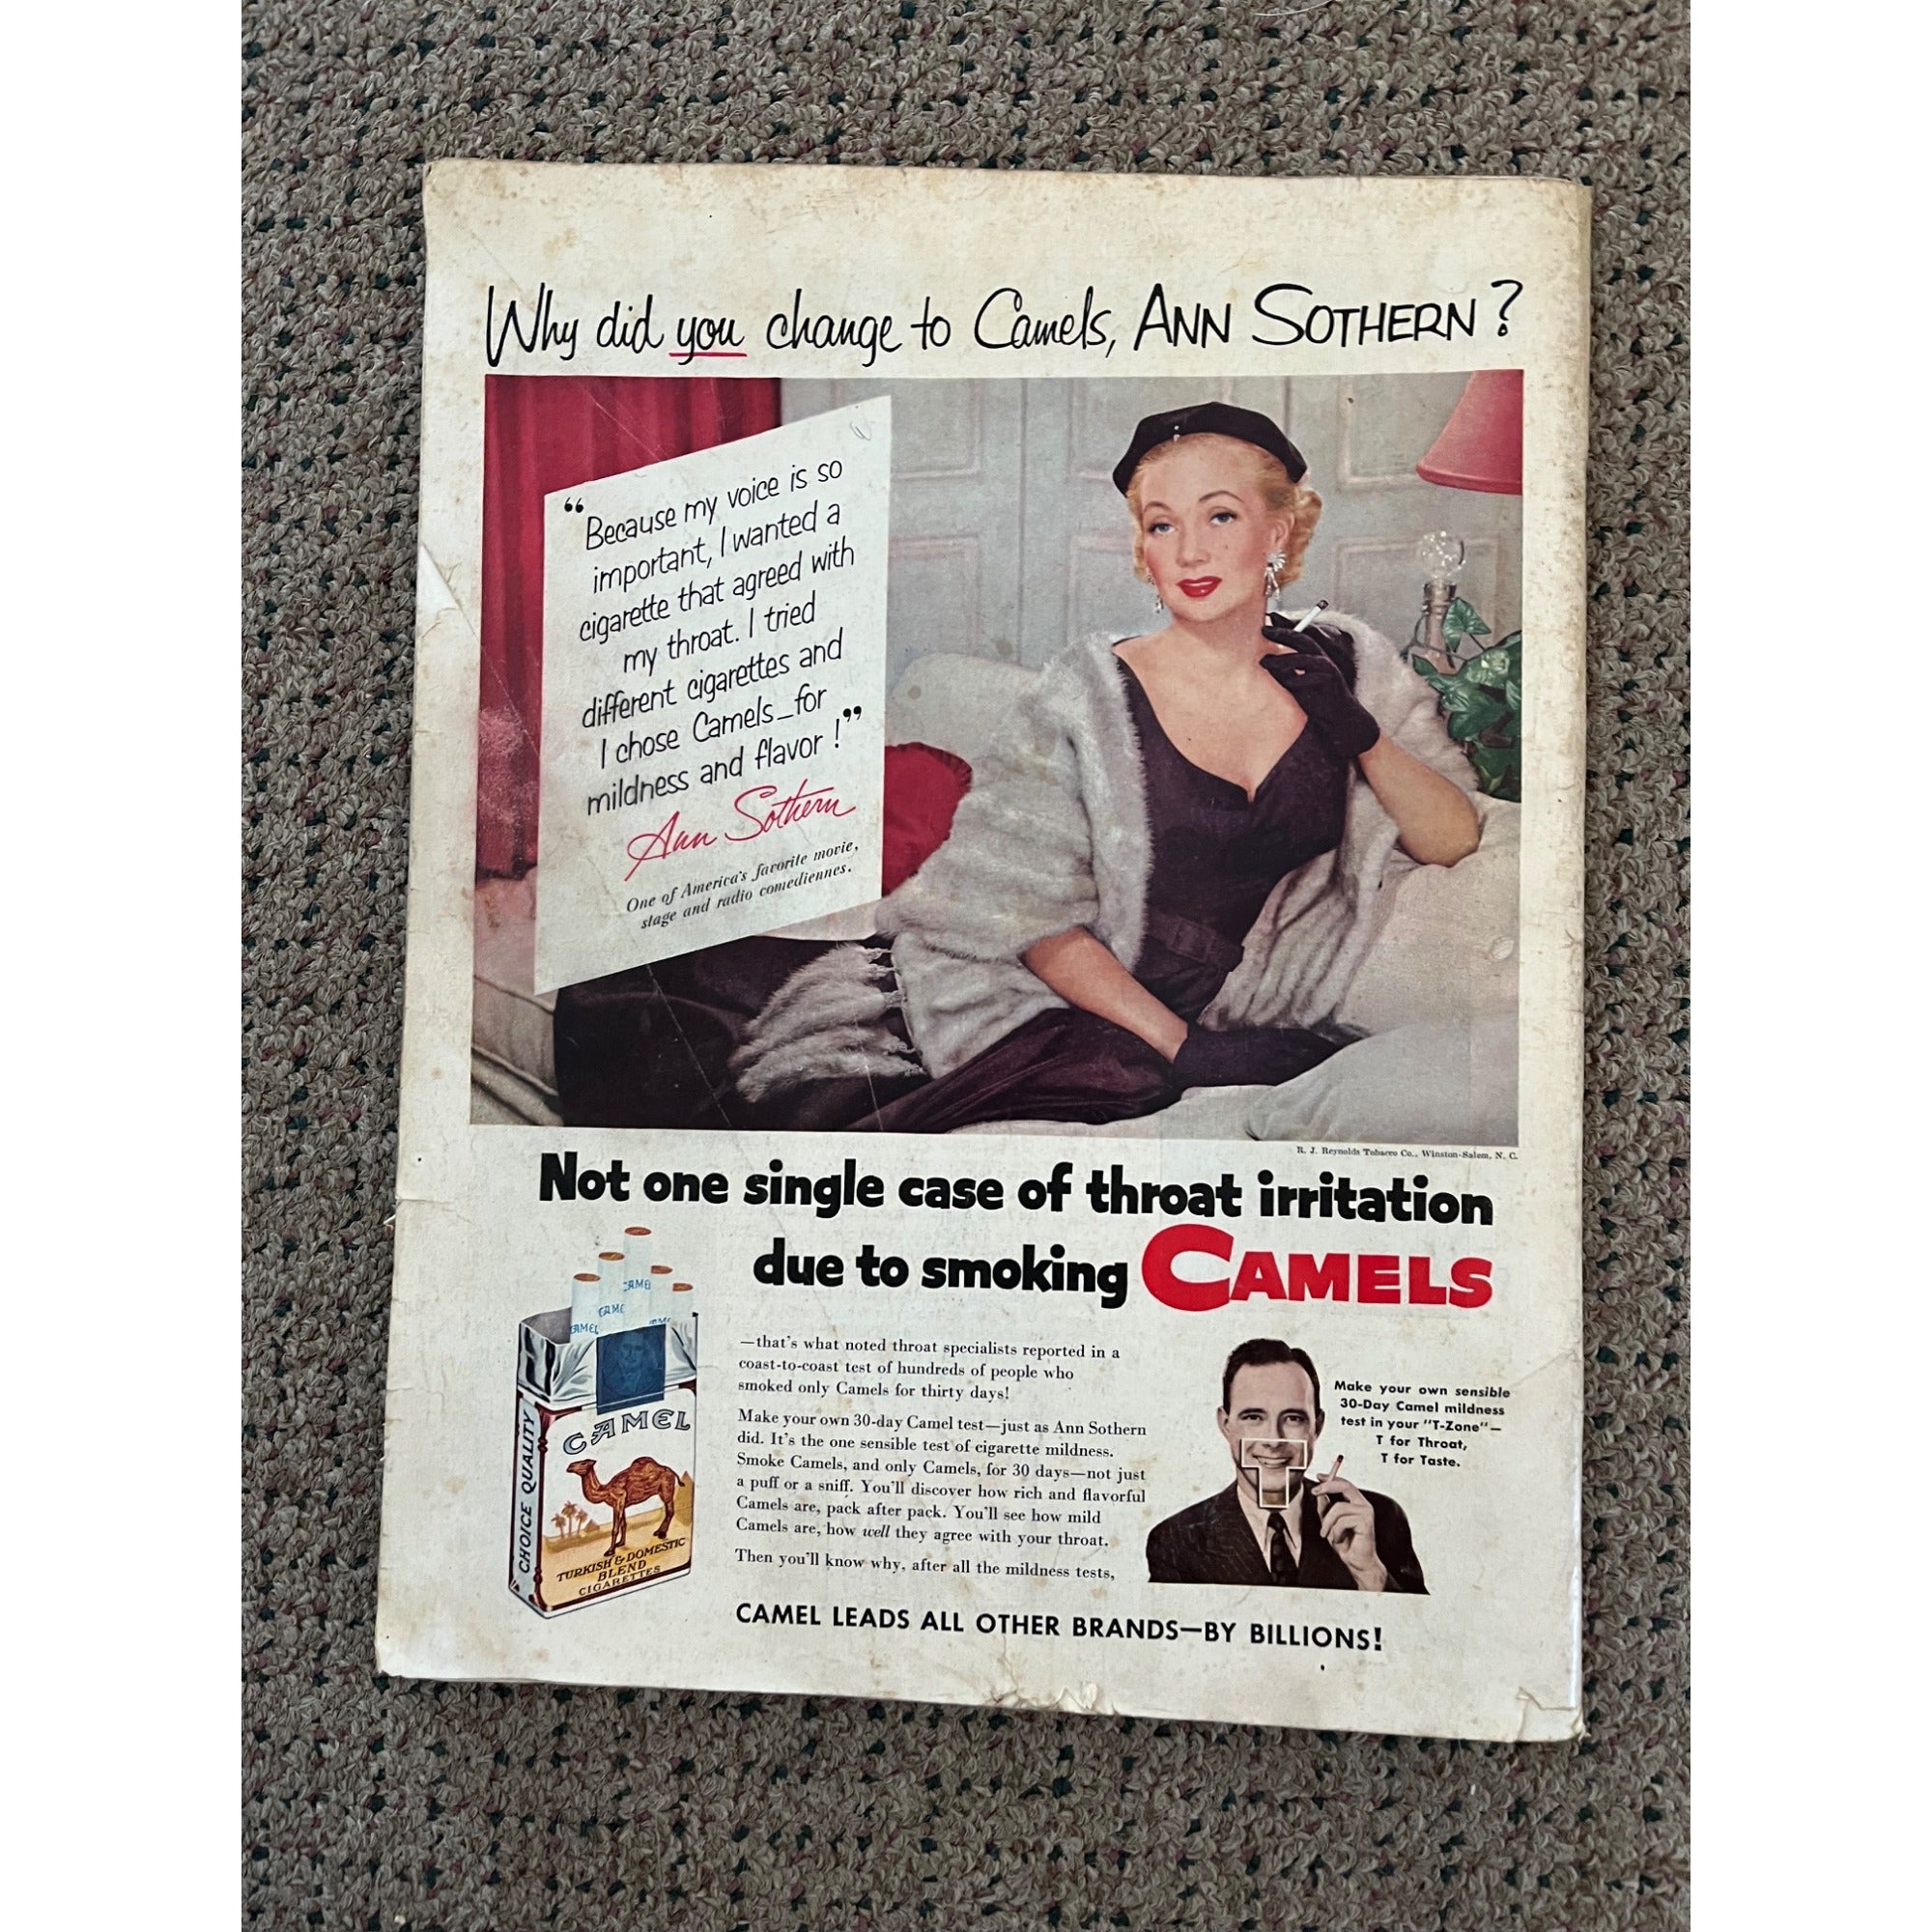 Why did you change to Camels, ANN SOTHERN?
“Because my voice is so
important, I wanted a
cigarette that agreed with
my throat. I tried
different cigarettes and
I chose Camels—for
mildness and flavor!”
Ann Sothern
One of America's favorite movie,
stage and radio comediennes.
R. J. Reynolds Tobacco Co., Winston-Salem, N. C.
Not one single case of throat irritation
due to smoking CAMELS
CAMEL
CAMEL
CHOICE QUALITY
TURKISH & DOMESTIC
BLEND
CIGARETTES
—that's what noted throat specialists reported in a
coast-to-coast test of hundreds of people who
smoked only Camels for thirty days!
Make your own 30-day Camel test—just as Ann Sothern
did. It's the one sensible test of cigarette mildness.
Smoke Camels, and only Camels, for 30 days—not just
a puff or a sniff. You'll discover how rich and flavorful
Camels are, pack after pack. You'll see how mild
Camels are, how well they agree with your throat.
Then you'll know why, after all the mildness tests,
CAMEL LEADS ALL OTHER BRANDS—BY BILLIONS!
T
Make your own sensible
30-Day Camel mildness
test in your "T-Zone"—
T for Throat,
T for Taste.